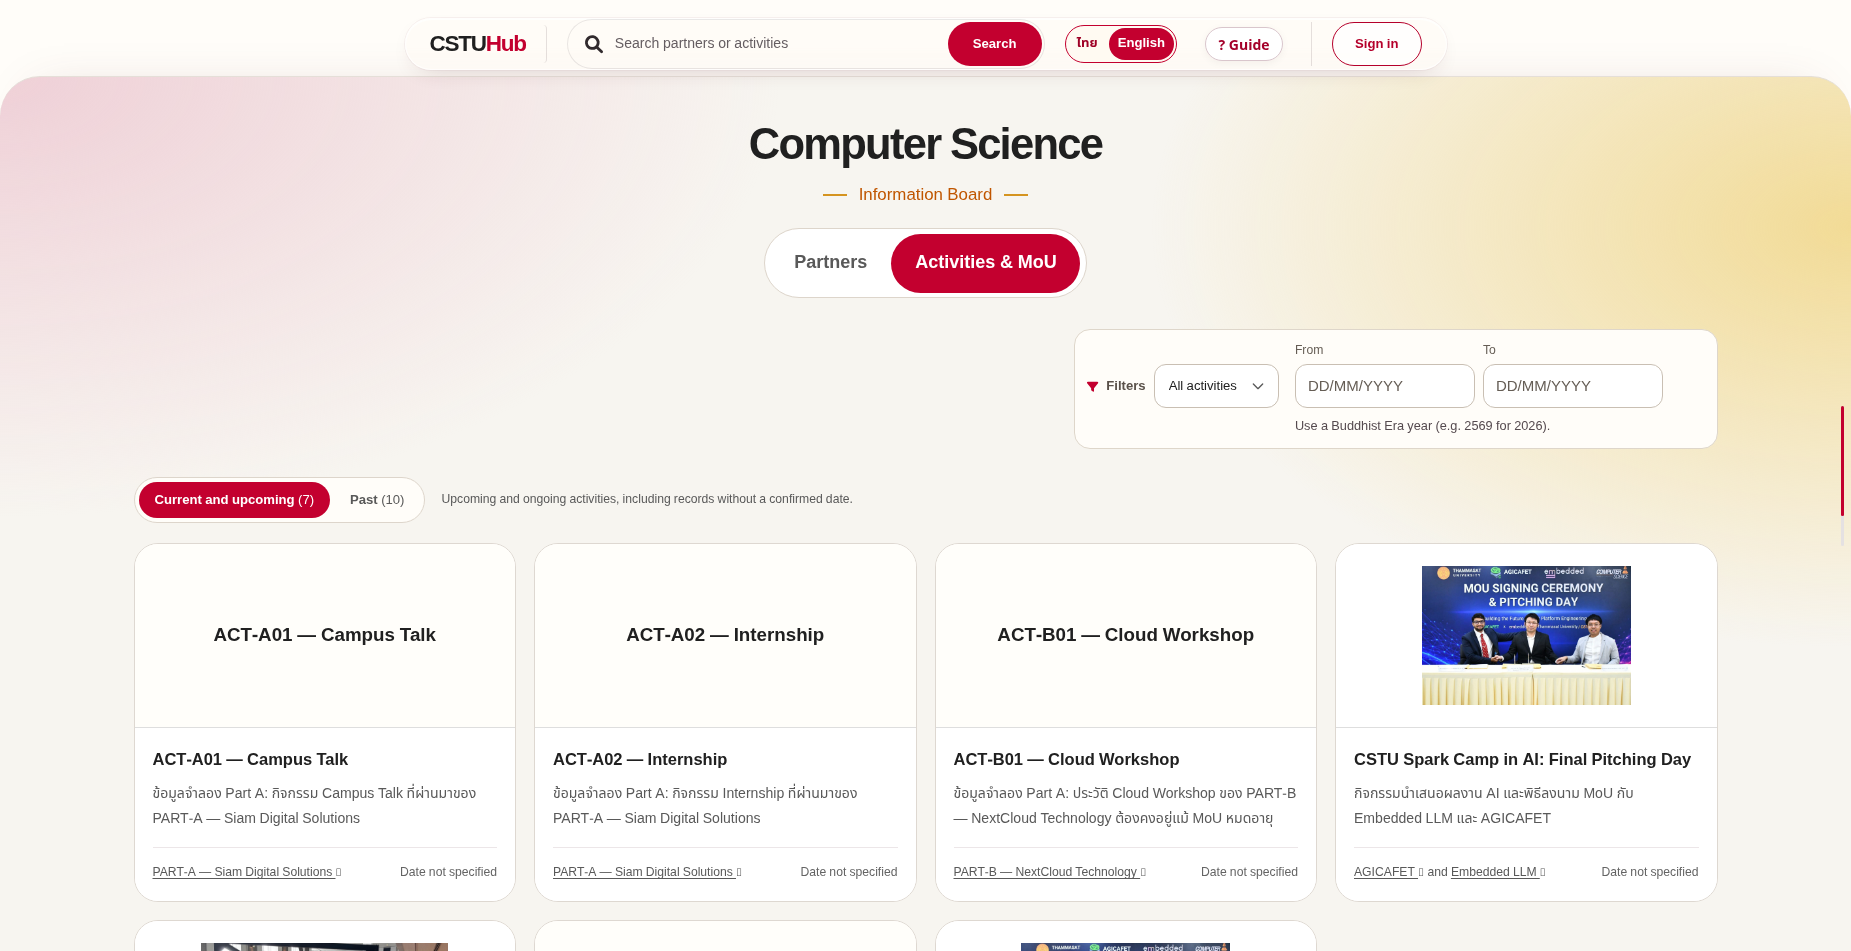 CSTUHub
Search partners or activities
Search
ไทย
English
? Guide
Sign in
Computer Science
Information Board
Partners
Activities & MoU
From
To
Filters
All activities
DD/MM/YYYY
DD/MM/YYYY
Use a Buddhist Era year (e.g. 2569 for 2026).
Current and upcoming (7)
Past (10)
Upcoming and ongoing activities, including records without a confirmed date.
ACT-A01 — Campus Talk
ACT-A02 — Internship
ACT-B01 — Cloud Workshop
THAMMASAT
UNIVERSITY
AGICAFET
embedded
COMPUTER
SCIENCE
MOU SIGNING CEREMONY
& PITCHING DAY
ACT-A01 — Campus Talk
ข้อมูลจำลอง Part A: กิจกรรม Campus Talk ที่ผ่านมาของ
PART-A — Siam Digital Solutions
PART-A — Siam Digital Solutions
Date not specified
ACT-A02 — Internship
ข้อมูลจำลอง Part A: กิจกรรม Internship ที่ผ่านมาของ
PART-A — Siam Digital Solutions
PART-A — Siam Digital Solutions
Date not specified
ACT-B01 — Cloud Workshop
ข้อมูลจำลอง Part A: ประวัติ Cloud Workshop ของ PART-B
— NextCloud Technology ต้องคงอยู่แม้ MoU หมดอายุ
PART-B — NextCloud Technology
Date not specified
CSTU Spark Camp in AI: Final Pitching Day
กิจกรรมนำเสนอผลงาน AI และพิธีลงนาม MoU กับ
Embedded LLM และ AGICAFET
AGICAFET and Embedded LLM
Date not specified
THAMMASAT
AGICAFET
embedded
COMPUTER